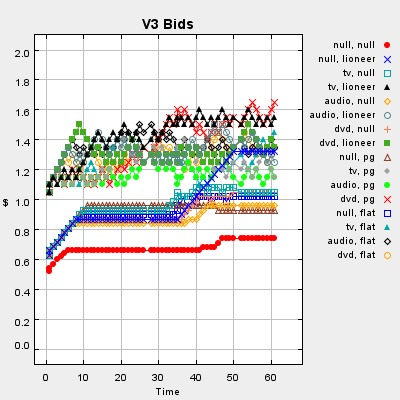 V3 Bids
2.0
1.8
1.6
1.4
1.2
1.0
$
0.8
0.6
0.4
0.2
0.0
0 10 20 30 40 50 60
Time
null, null
null, lioneer
tv, null
tv, lioneer
audio, null
audio, lioneer
dvd, null
dvd, lioneer
null, pg
tv, pg
audio, pg
dvd, pg
null, flat
tv, flat
audio, flat
dvd, flat